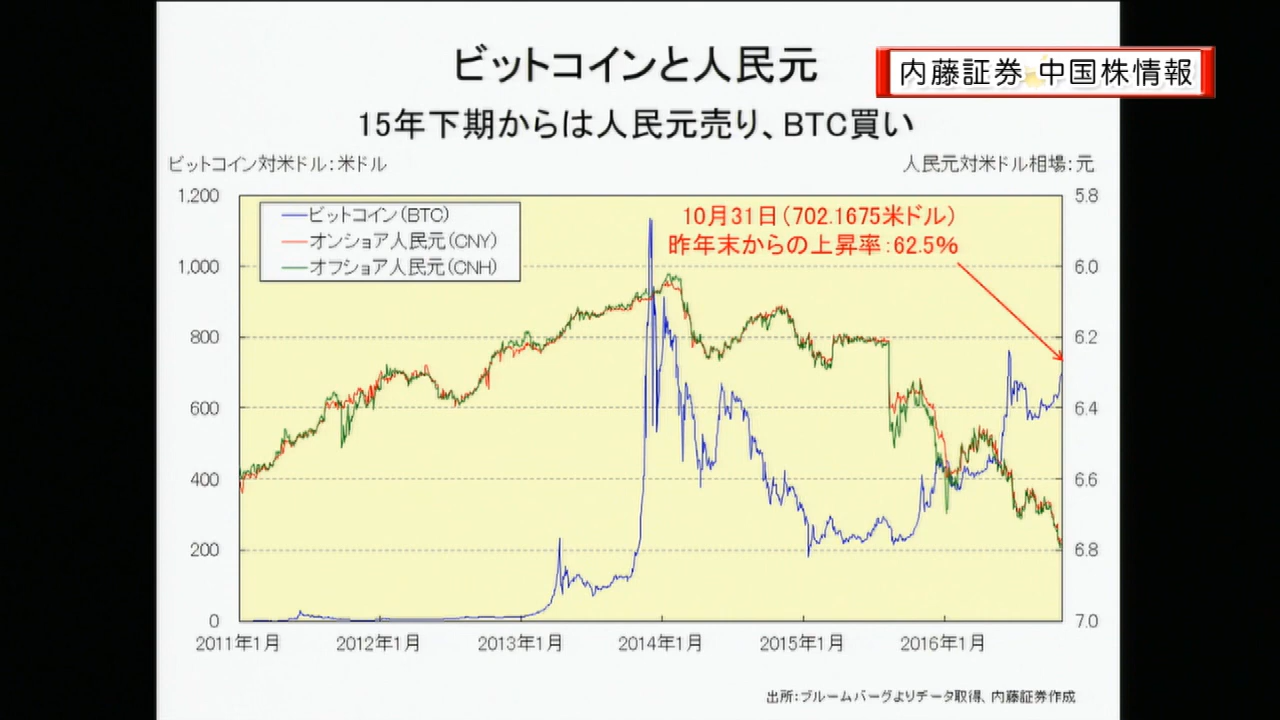 ビットコインと人民元
内藤証券 中国株情報
15年下期からは人民元売り、BTC買い
ビットコイン対米ドル：米ドル
人民元対米ドル相場：元
1,200
1,000
800
600
400
200
0
ビットコイン（BTC）
オンショア人民元（CNY）
オフショア人民元（CNH）
10月31日（702.1675米ドル）
昨年末からの上昇率：62.5%
5.8
6.0
6.2
6.4
6.6
6.8
7.0
2011年1月 2012年1月 2013年1月 2014年1月 2015年1月 2016年1月
出所：ブルームバーグよりデータ取得、内藤証券作成